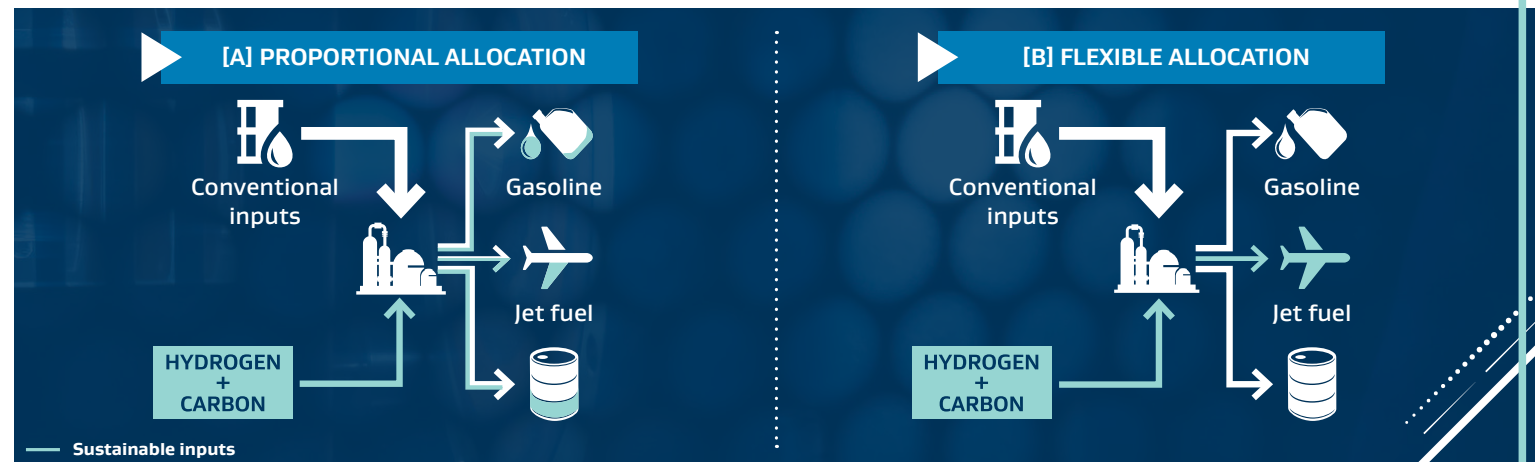 [A] PROPORTIONAL ALLOCATION
Conventional
inputs
Gasoline
Jet fuel
HYDROGEN
+
CARBON
Sustainable inputs
[B] FLEXIBLE ALLOCATION
Conventional
inputs
Gasoline
Jet fuel
HYDROGEN
+
CARBON